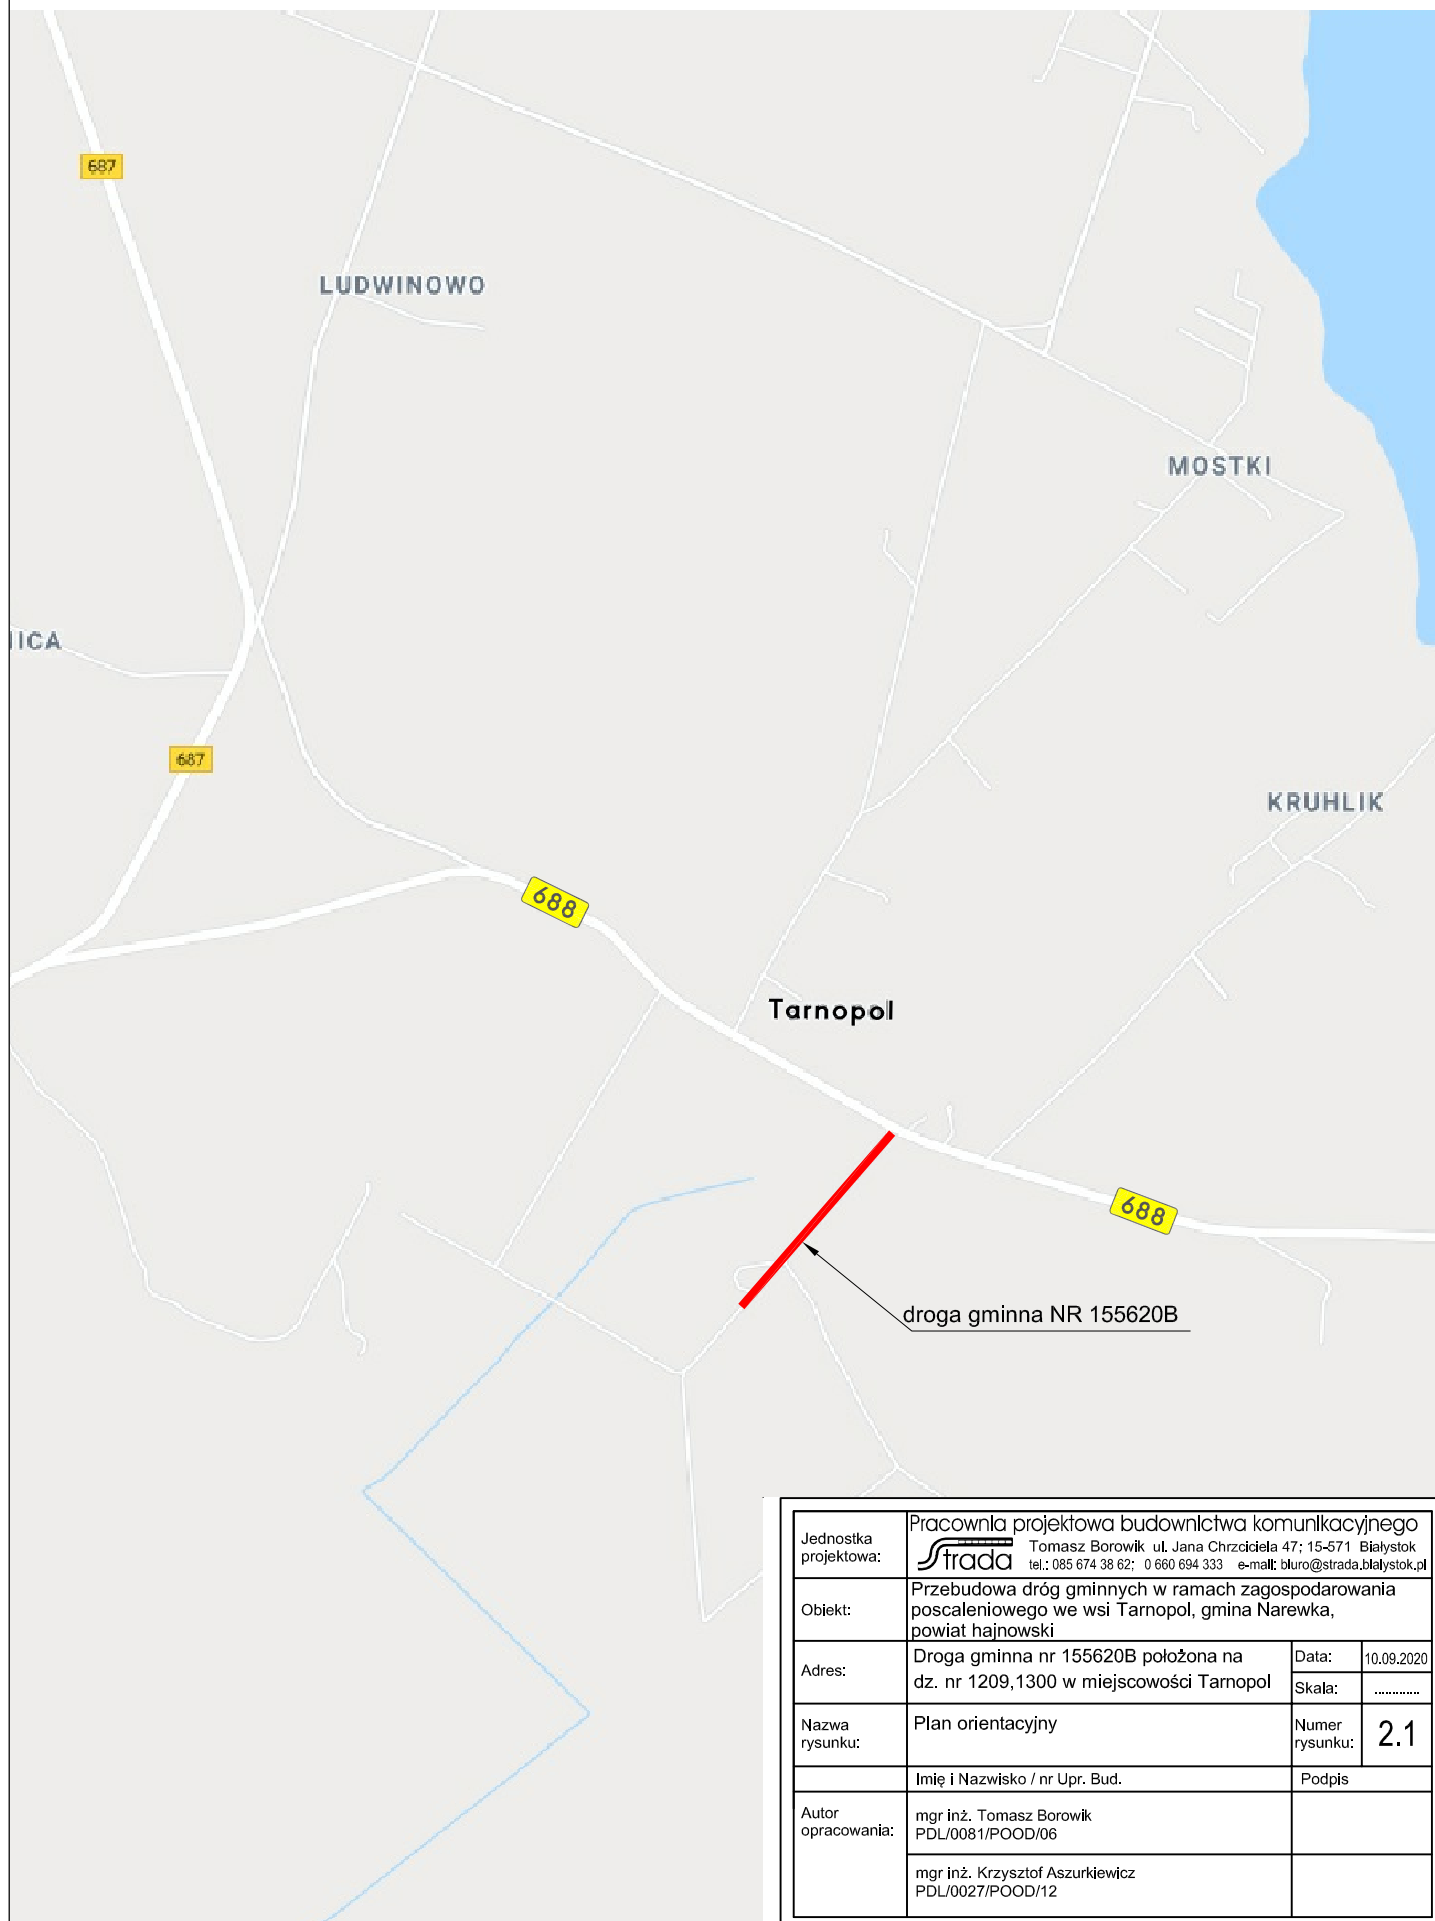 687
LUDWINOWO
MOSTKI
NICA
687
KRUHLIK
688
Tarnopol
688
droga gminna NR 155620B
Jednostka
projektowa:
Pracownia projektowa budownictwa komunikacyjnego
Strada
Tomasz Borowik ul. Jana Chrzciciela 47; 15-571 Białystok
tel.: 085 674 38 62; 0 660 694 333 e-mail: biuro@strada.bialystok.pl
Obiekt:
Przebudowa dróg gminnych w ramach zagospodarowania
poscaleniowego we wsi Tarnopol, gmina Narewka,
powiat hajnowski
Adres:
Droga gminna nr 155620B położona na
dz. nr 1209,1300 w miejscowości Tarnopol
Data:
10.09.2020
Skala:
............
Nazwa
rysunku:
Plan orientacyjny
Numer
rysunku:
2.1
Imię i Nazwisko / nr Upr. Bud.
Podpis
Autor
opracowania:
mgr inż. Tomasz Borowik
PDL/0081/POOD/06
mgr inż. Krzysztof Aszurkiewicz
PDL/0027/POOD/12